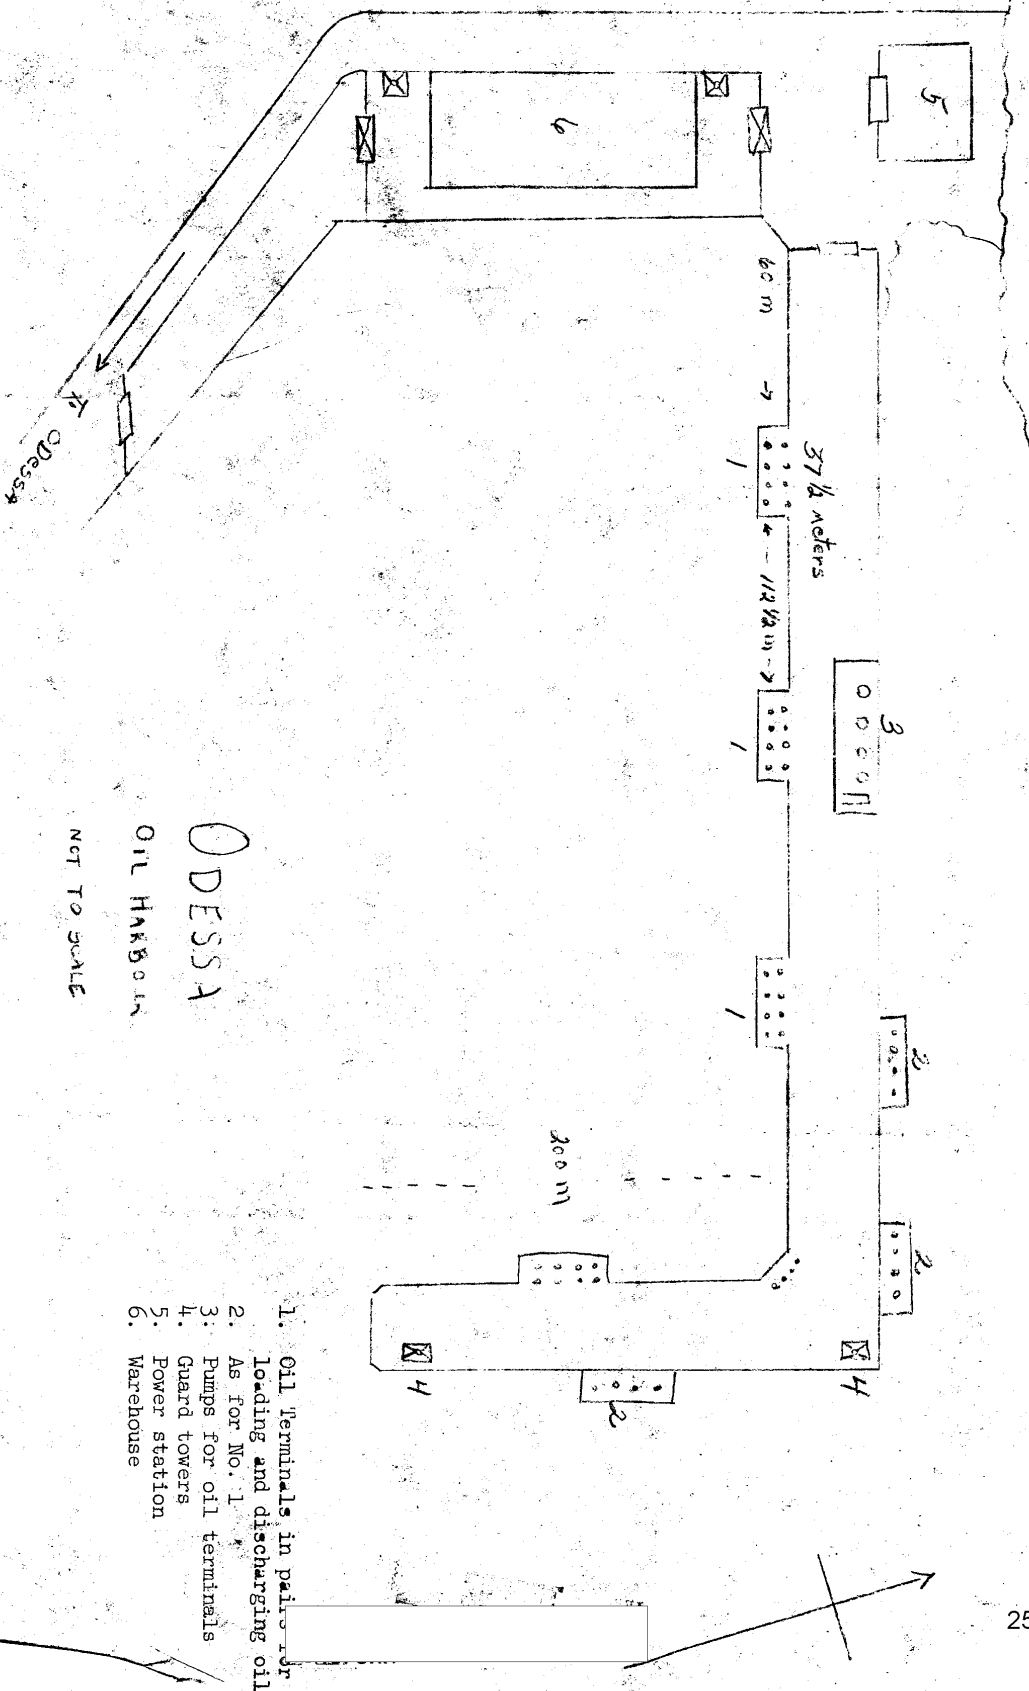 6
5
To Odessa
60 m →
37½ meters
1
← - 112½ m →
1
3
1
2
2
200 m
4
4
2
ODESSA
OIL HARBOUR
NOT TO SCALE
1. Oil Terminals in pairs for
loading and discharging oil
2. As for No. 1
3. Pumps for oil terminals
4. Guard towers
5. Power station
6. Warehouse
25